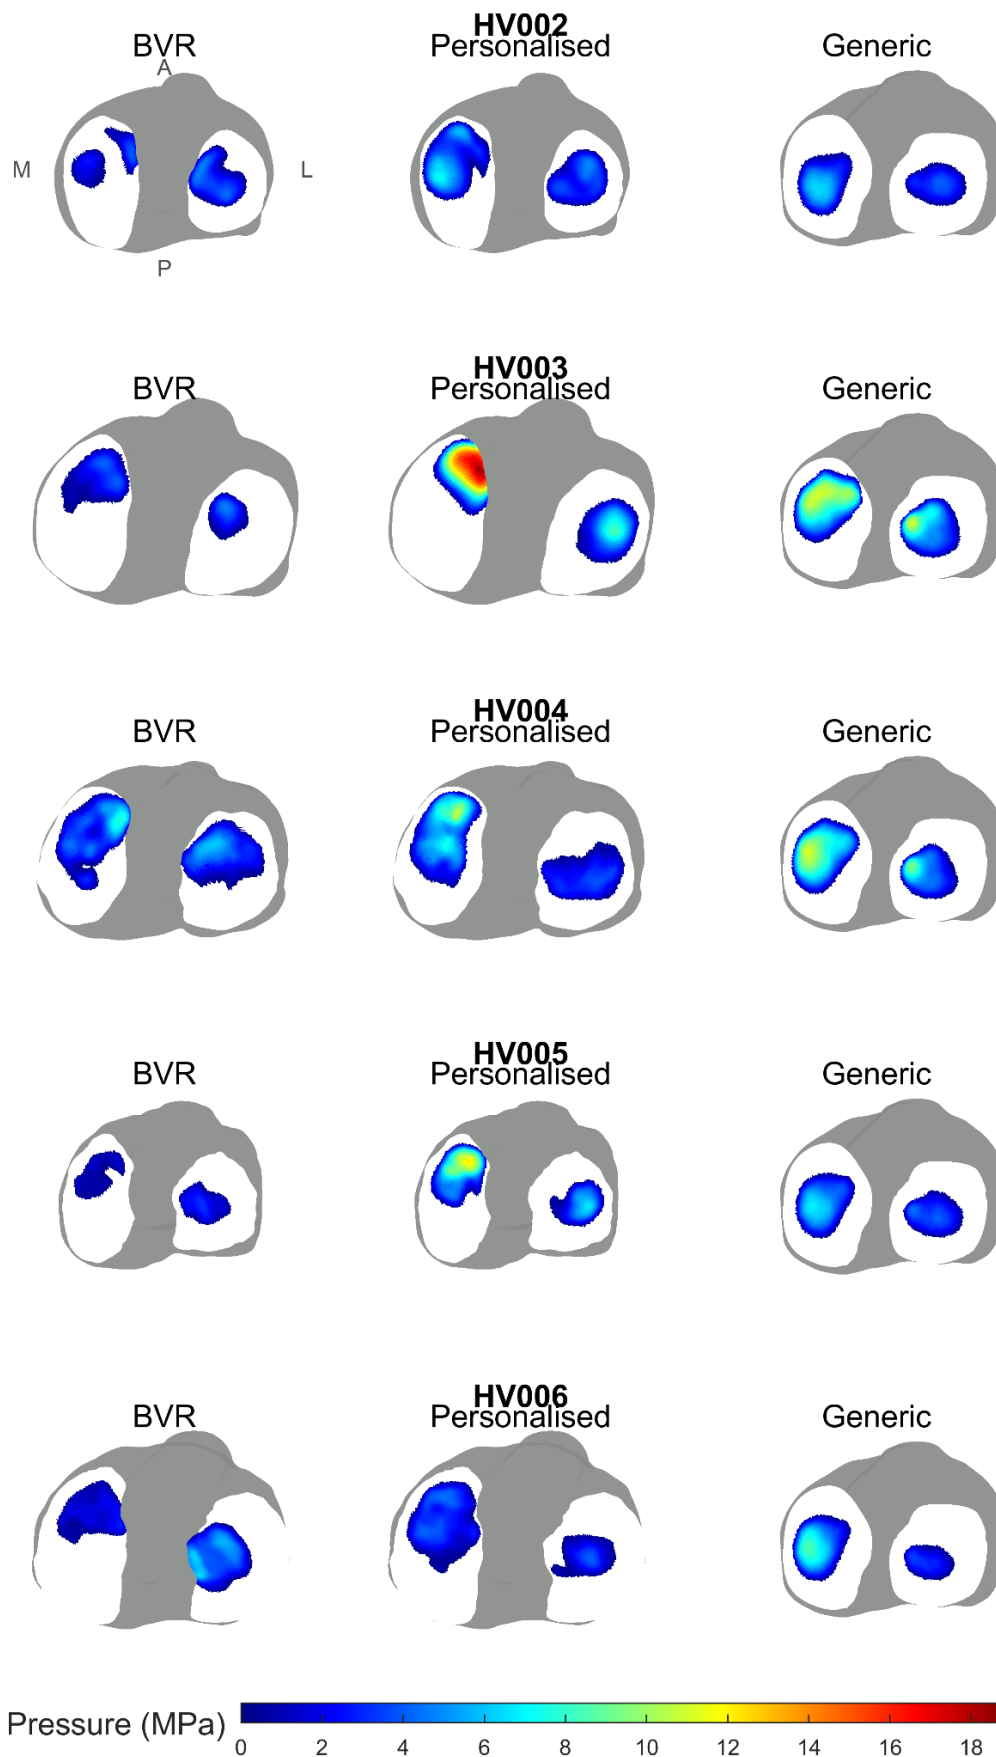 HV002
BVR Personalised Generic
A
M L
P
HV003
BVR Personalised Generic
HV004
BVR Personalised Generic
HV005
BVR Personalised Generic
HV006
BVR Personalised Generic
Pressure (MPa)
0 2 4 6 8 10 12 14 16 18